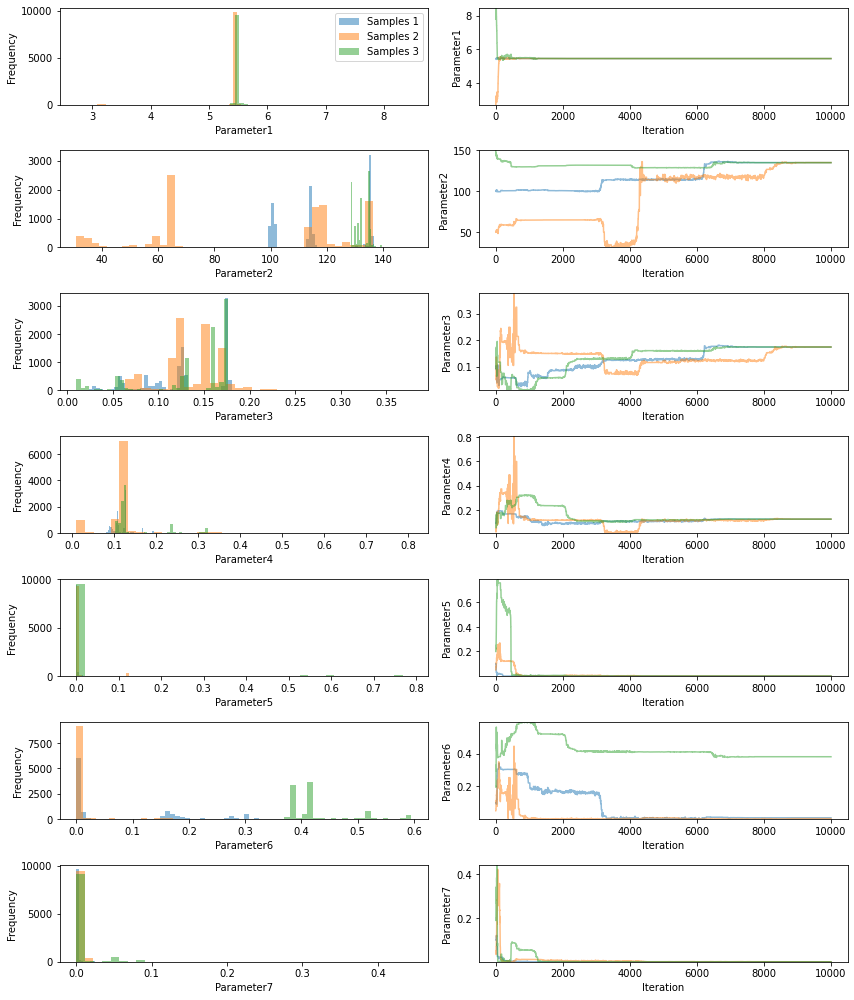 10000
5000
0
Frequency
3 4 5 6 7 8
Parameter1
Samples 1
Samples 2
Samples 3
8
6
4
Parameter1
0 2000 4000 6000 8000 10000
Iteration
3000
2000
1000
0
Frequency
40 60 80 100 120 140
Parameter2
150
100
50
Parameter2
0 2000 4000 6000 8000 10000
Iteration
3000
2000
1000
0
Frequency
0.00 0.05 0.10 0.15 0.20 0.25 0.30 0.35
Parameter3
0.3
0.2
0.1
Parameter3
0 2000 4000 6000 8000 10000
Iteration
6000
4000
2000
0
Frequency
0.0 0.1 0.2 0.3 0.4 0.5 0.6 0.7 0.8
Parameter4
0.8
0.6
0.4
0.2
Parameter4
0 2000 4000 6000 8000 10000
Iteration
10000
5000
0
Frequency
0.0 0.1 0.2 0.3 0.4 0.5 0.6 0.7 0.8
Parameter5
0.6
0.4
0.2
Parameter5
0 2000 4000 6000 8000 10000
Iteration
7500
5000
2500
0
Frequency
0.0 0.1 0.2 0.3 0.4 0.5 0.6
Parameter6
0.4
0.2
Parameter6
0 2000 4000 6000 8000 10000
Iteration
10000
5000
0
Frequency
0.0 0.1 0.2 0.3 0.4
Parameter7
0.4
0.2
Parameter7
0 2000 4000 6000 8000 10000
Iteration